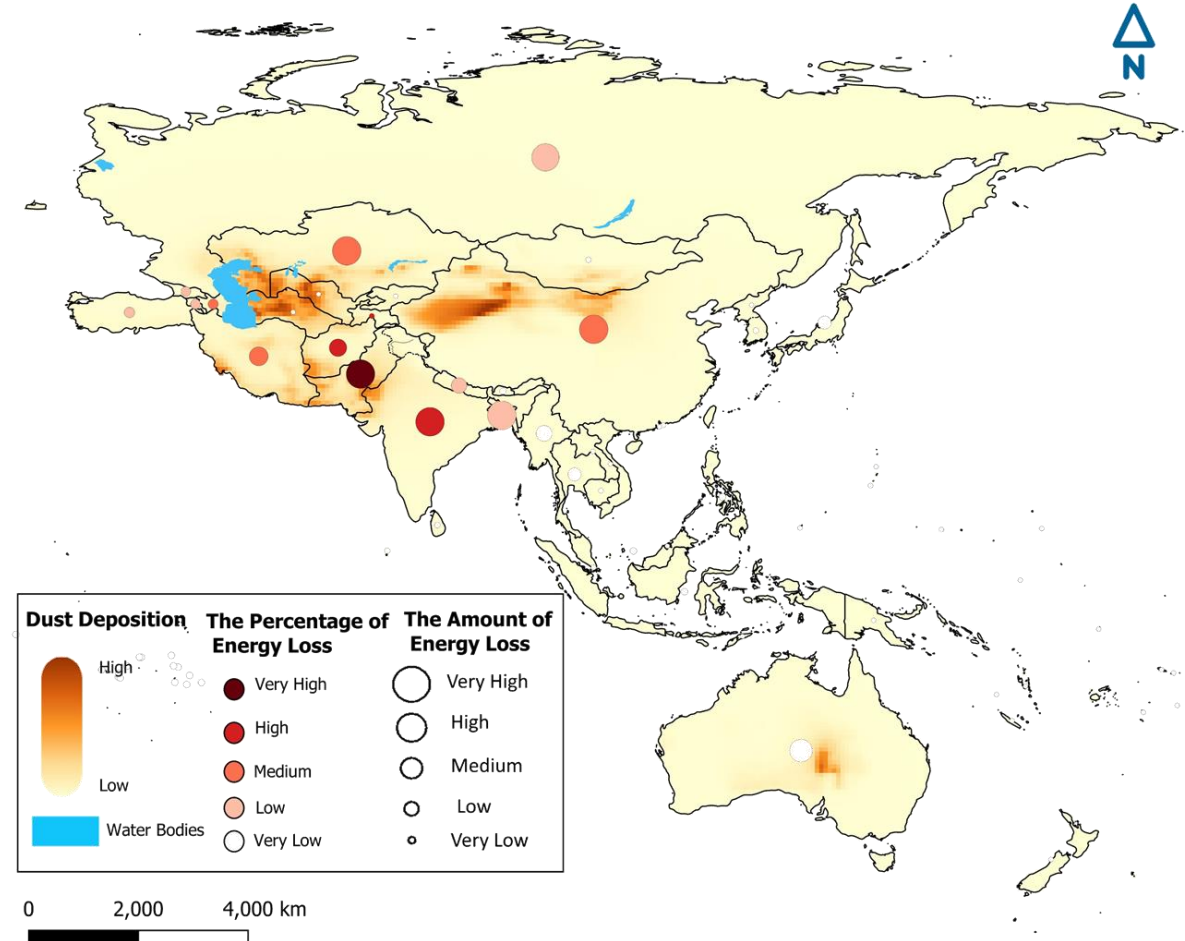 N
Dust Deposition
High
Low
Water Bodies
The Percentage of
Energy Loss
Very High
High
Medium
Low
Very Low
The Amount of
Energy Loss
Very High
High
Medium
Low
Very Low
0 2,000 4,000 km